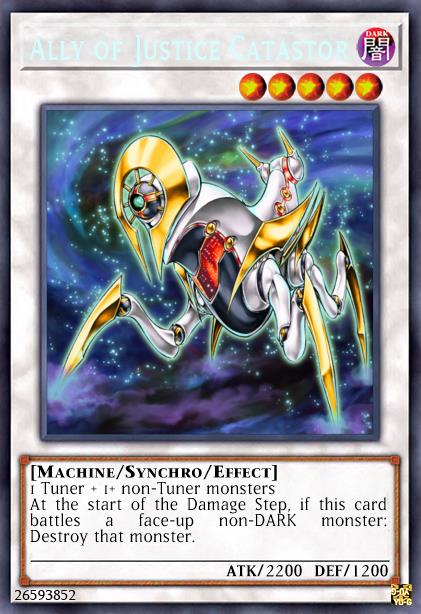 Ally of Justice Catastor
DARK
闇
[Machine/Synchro/Effect]
1 Tuner + 1+ non-Tuner monsters
At the start of the Damage Step, if this card
battles a face-up non-DARK monster:
Destroy that monster.
ATK/2200 DEF/1200
26593852